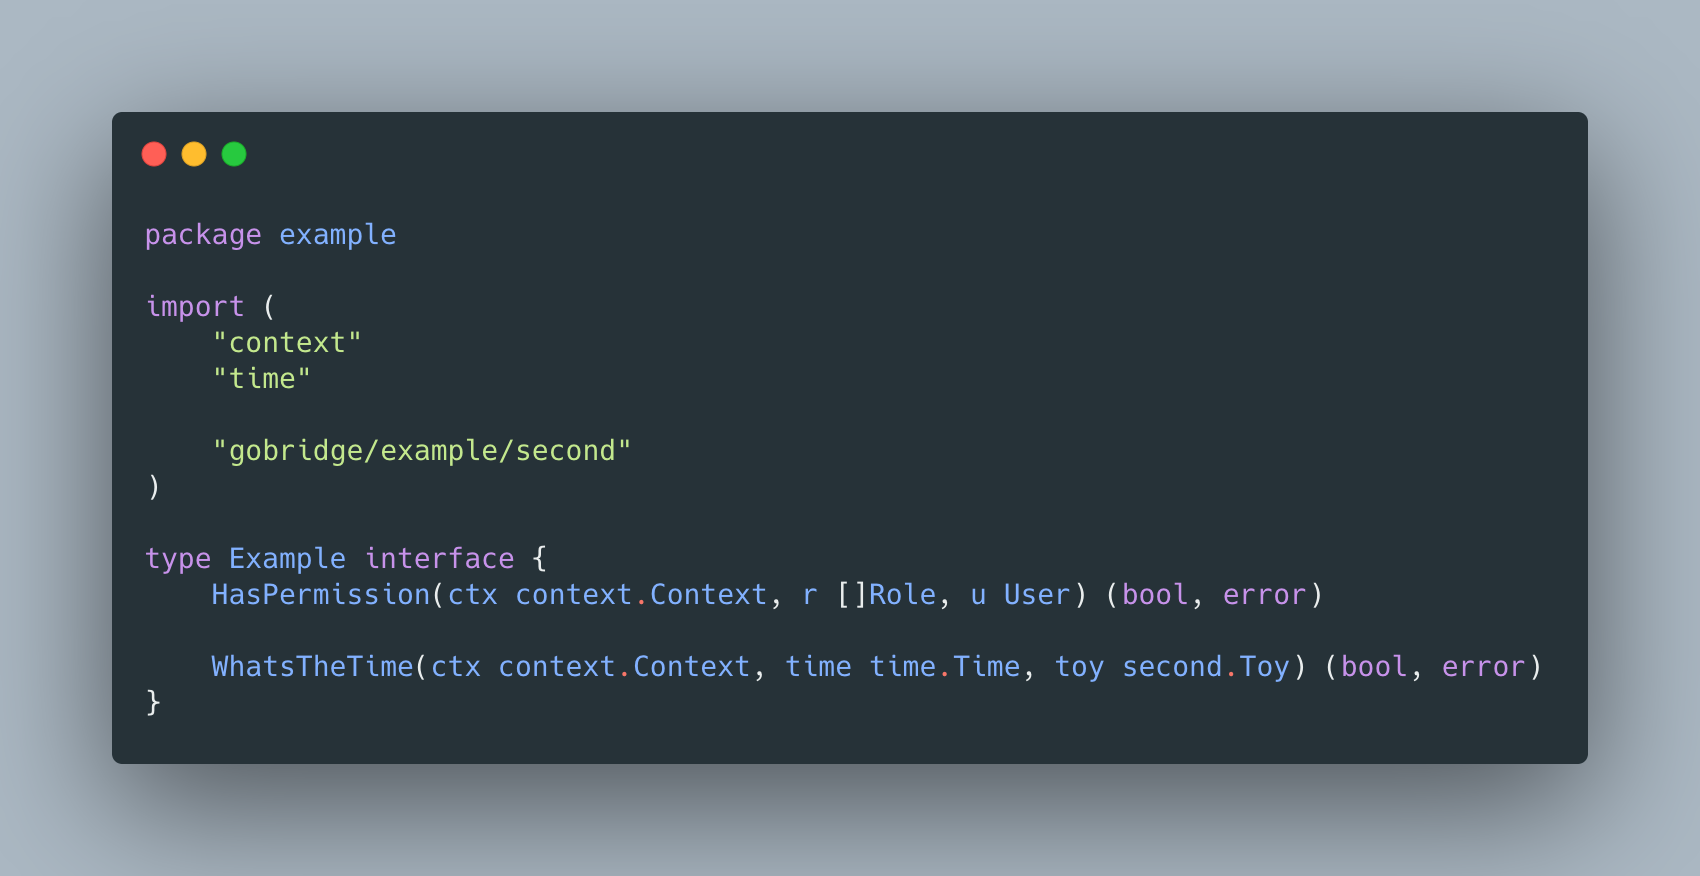 package example
import (
"context"
"time"
"gobridge/example/second"
)
type Example interface {
HasPermission(ctx context.Context, r []Role, u User) (bool, error)
WhatsTheTime(ctx context.Context, time time.Time, toy second.Toy) (bool, error)
}